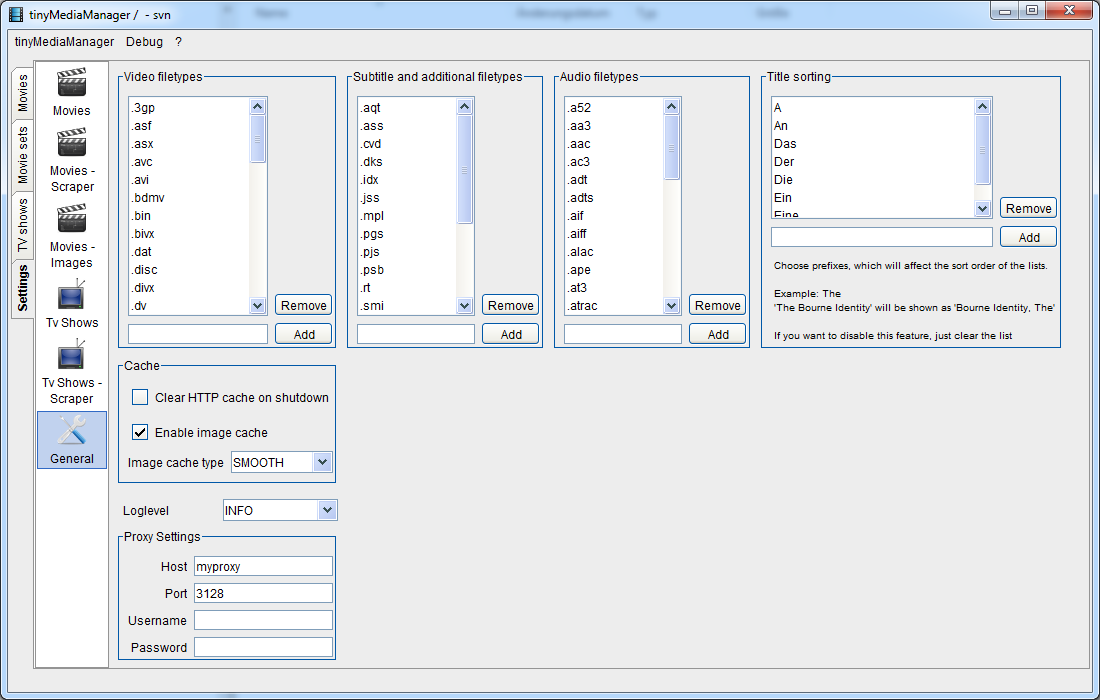 tinyMediaManager / - svn
tinyMediaManager Debug ?
Movies
Movie sets
TV shows
Settings
Movies
Movies -
Scraper
Movies -
Images
Tv Shows
Tv Shows -
Scraper
General
Video filetypes
.3gp
.asf
.asx
.avc
.avi
.bdmv
.bin
.bivx
.dat
.disc
.divx
.dv
Remove
Add
Subtitle and additional filetypes
.aqt
.ass
.cvd
.dks
.idx
.jss
.mpl
.pgs
.pjs
.psb
.rt
.smi
Remove
Add
Audio filetypes
.a52
.aa3
.aac
.ac3
.adt
.adts
.aif
.aiff
.alac
.ape
.at3
.atrac
Remove
Add
Title sorting
A
An
Das
Der
Die
Ein
Eine
Remove
Add
Choose prefixes, which will affect the sort order of the lists.
Example: The
'The Bourne Identity' will be shown as 'Bourne Identity, The'
If you want to disable this feature, just clear the list
Cache
Clear HTTP cache on shutdown
Enable image cache
Image cache type SMOOTH
Loglevel INFO
Proxy Settings
Host myproxy
Port 3128
Username
Password